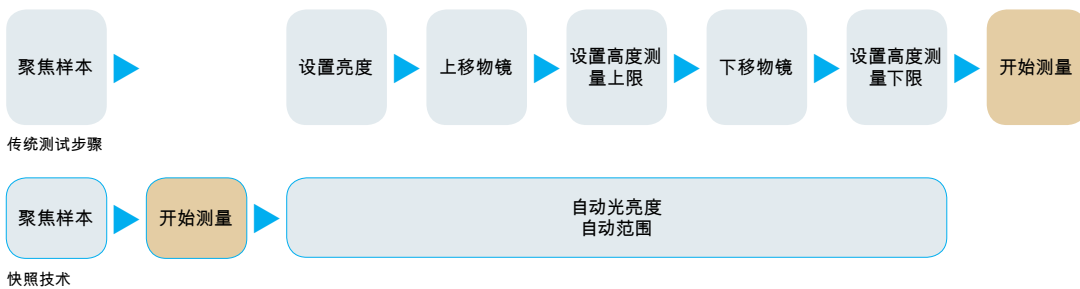 聚焦样本
设置亮度
上移物镜
设置高度测
量上限
下移物镜
设置高度测
量下限
开始测量
传统测试步骤
聚焦样本
开始测量
自动光亮度
自动范围
快照技术